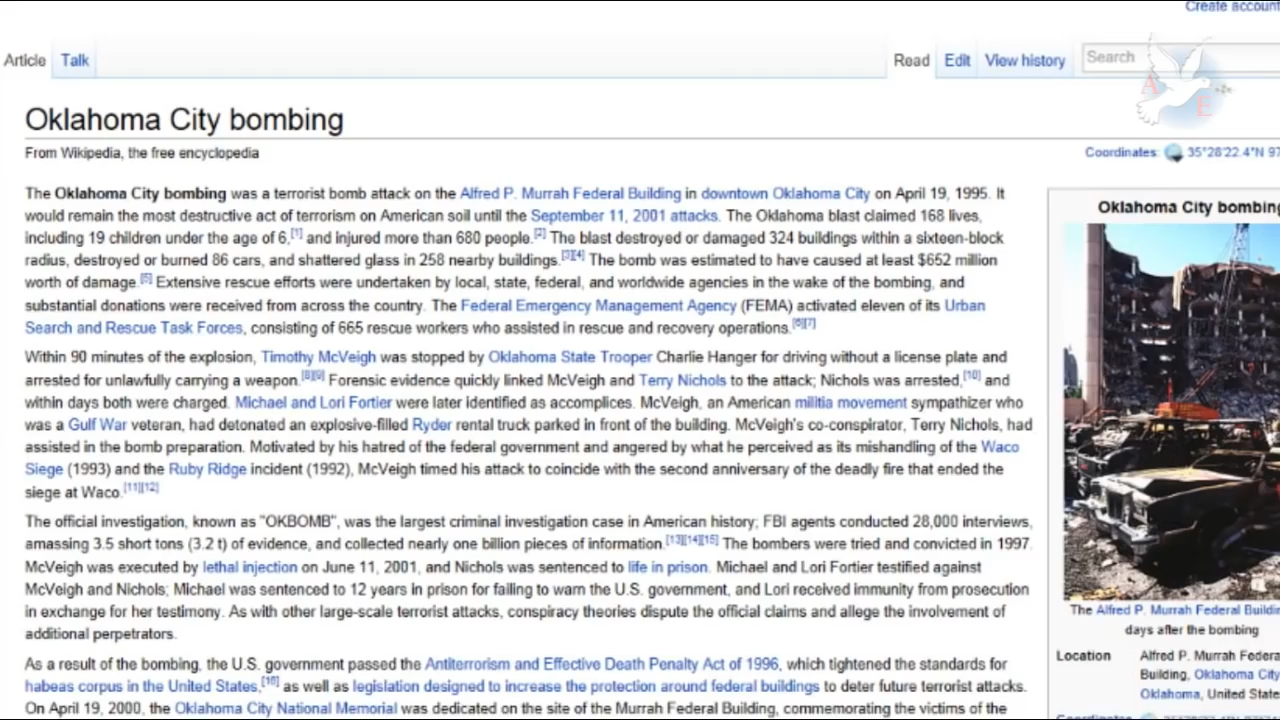 Create account
Article Talk Read Edit View history Search
A E
Oklahoma City bombing
From Wikipedia, the free encyclopedia
Coordinates: 35°28′22.4″N 97
The Oklahoma City bombing was a terrorist bomb attack on the Alfred P. Murrah Federal Building in downtown Oklahoma City on April 19, 1995. It
would remain the most destructive act of terrorism on American soil until the September 11, 2001 attacks. The Oklahoma blast claimed 168 lives,
including 19 children under the age of 6,[1] and injured more than 680 people.[2] The blast destroyed or damaged 324 buildings within a sixteen-block
radius, destroyed or burned 86 cars, and shattered glass in 258 nearby buildings.[3][4] The bomb was estimated to have caused at least $652 million
worth of damage.[5] Extensive rescue efforts were undertaken by local, state, federal, and worldwide agencies in the wake of the bombing, and
substantial donations were received from across the country. The Federal Emergency Management Agency (FEMA) activated eleven of its Urban
Search and Rescue Task Forces, consisting of 665 rescue workers who assisted in rescue and recovery operations.[6][7]
Within 90 minutes of the explosion, Timothy McVeigh was stopped by Oklahoma State Trooper Charlie Hanger for driving without a license plate and
arrested for unlawfully carrying a weapon.[8][9] Forensic evidence quickly linked McVeigh and Terry Nichols to the attack; Nichols was arrested,[10] and
within days both were charged. Michael and Lori Fortier were later identified as accomplices. McVeigh, an American militia movement sympathizer who
was a Gulf War veteran, had detonated an explosive-filled Ryder rental truck parked in front of the building. McVeigh's co-conspirator, Terry Nichols, had
assisted in the bomb preparation. Motivated by his hatred of the federal government and angered by what he perceived as its mishandling of the Waco
Siege (1993) and the Ruby Ridge incident (1992), McVeigh timed his attack to coincide with the second anniversary of the deadly fire that ended the
siege at Waco.[11][12]
The official investigation, known as "OKBOMB", was the largest criminal investigation case in American history; FBI agents conducted 28,000 interviews,
amassing 3.5 short tons (3.2 t) of evidence, and collected nearly one billion pieces of information.[13][14][15] The bombers were tried and convicted in 1997.
McVeigh was executed by lethal injection on June 11, 2001, and Nichols was sentenced to life in prison. Michael and Lori Fortier testified against
McVeigh and Nichols; Michael was sentenced to 12 years in prison for failing to warn the U.S. government, and Lori received immunity from prosecution
in exchange for her testimony. As with other large-scale terrorist attacks, conspiracy theories dispute the official claims and allege the involvement of
additional perpetrators.
As a result of the bombing, the U.S. government passed the Antiterrorism and Effective Death Penalty Act of 1996, which tightened the standards for
habeas corpus in the United States,[16] as well as legislation designed to increase the protection around federal buildings to deter future terrorist attacks.
On April 19, 2000, the Oklahoma City National Memorial was dedicated on the site of the Murrah Federal Building, commemorating the victims of the
Oklahoma City bombing
The Alfred P. Murrah Federal Buildin
days after the bombing
Location Alfred P. Murrah Federa
Building, Oklahoma City
Oklahoma, United State